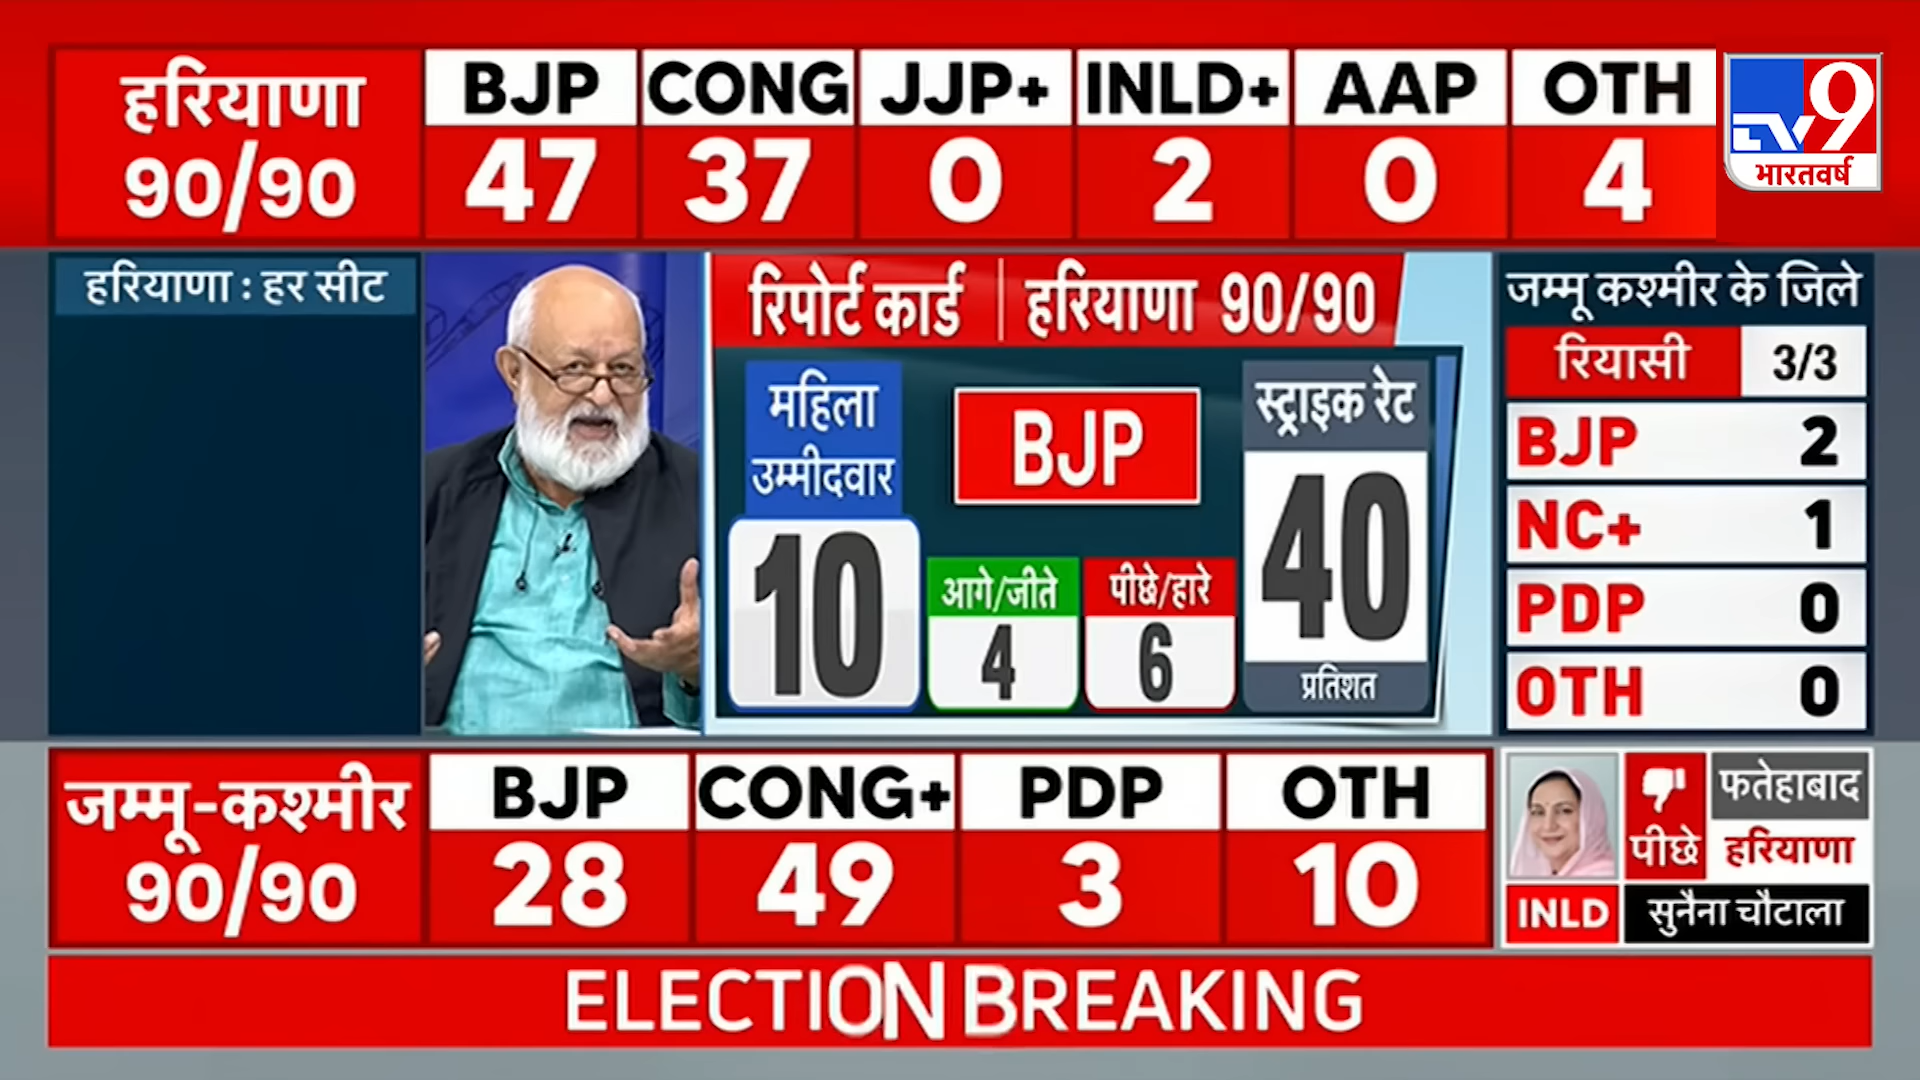 हरियाणा
90/90
BJP CONG JJP+ INLD+ AAP OTH
47 37 0 2 0 4
TV9
भारतवर्ष
हरियाणा : हर सीट
रिपोर्ट कार्ड हरियाणा 90/90
महिला
उम्मीदवार
10
BJP
आगे/जीते
4
पीछे/हारे
6
स्ट्राइक रेट
40
प्रतिशत
जम्मू कश्मीर के जिले
रियासी 3/3
BJP 2
NC+ 1
PDP 0
OTH 0
जम्मू-कश्मीर
90/90
BJP CONG+ PDP OTH
28 49 3 10
पीछे
फतेहाबाद
हरियाणा
INLD सुनैना चौटाला
ELECTION BREAKING